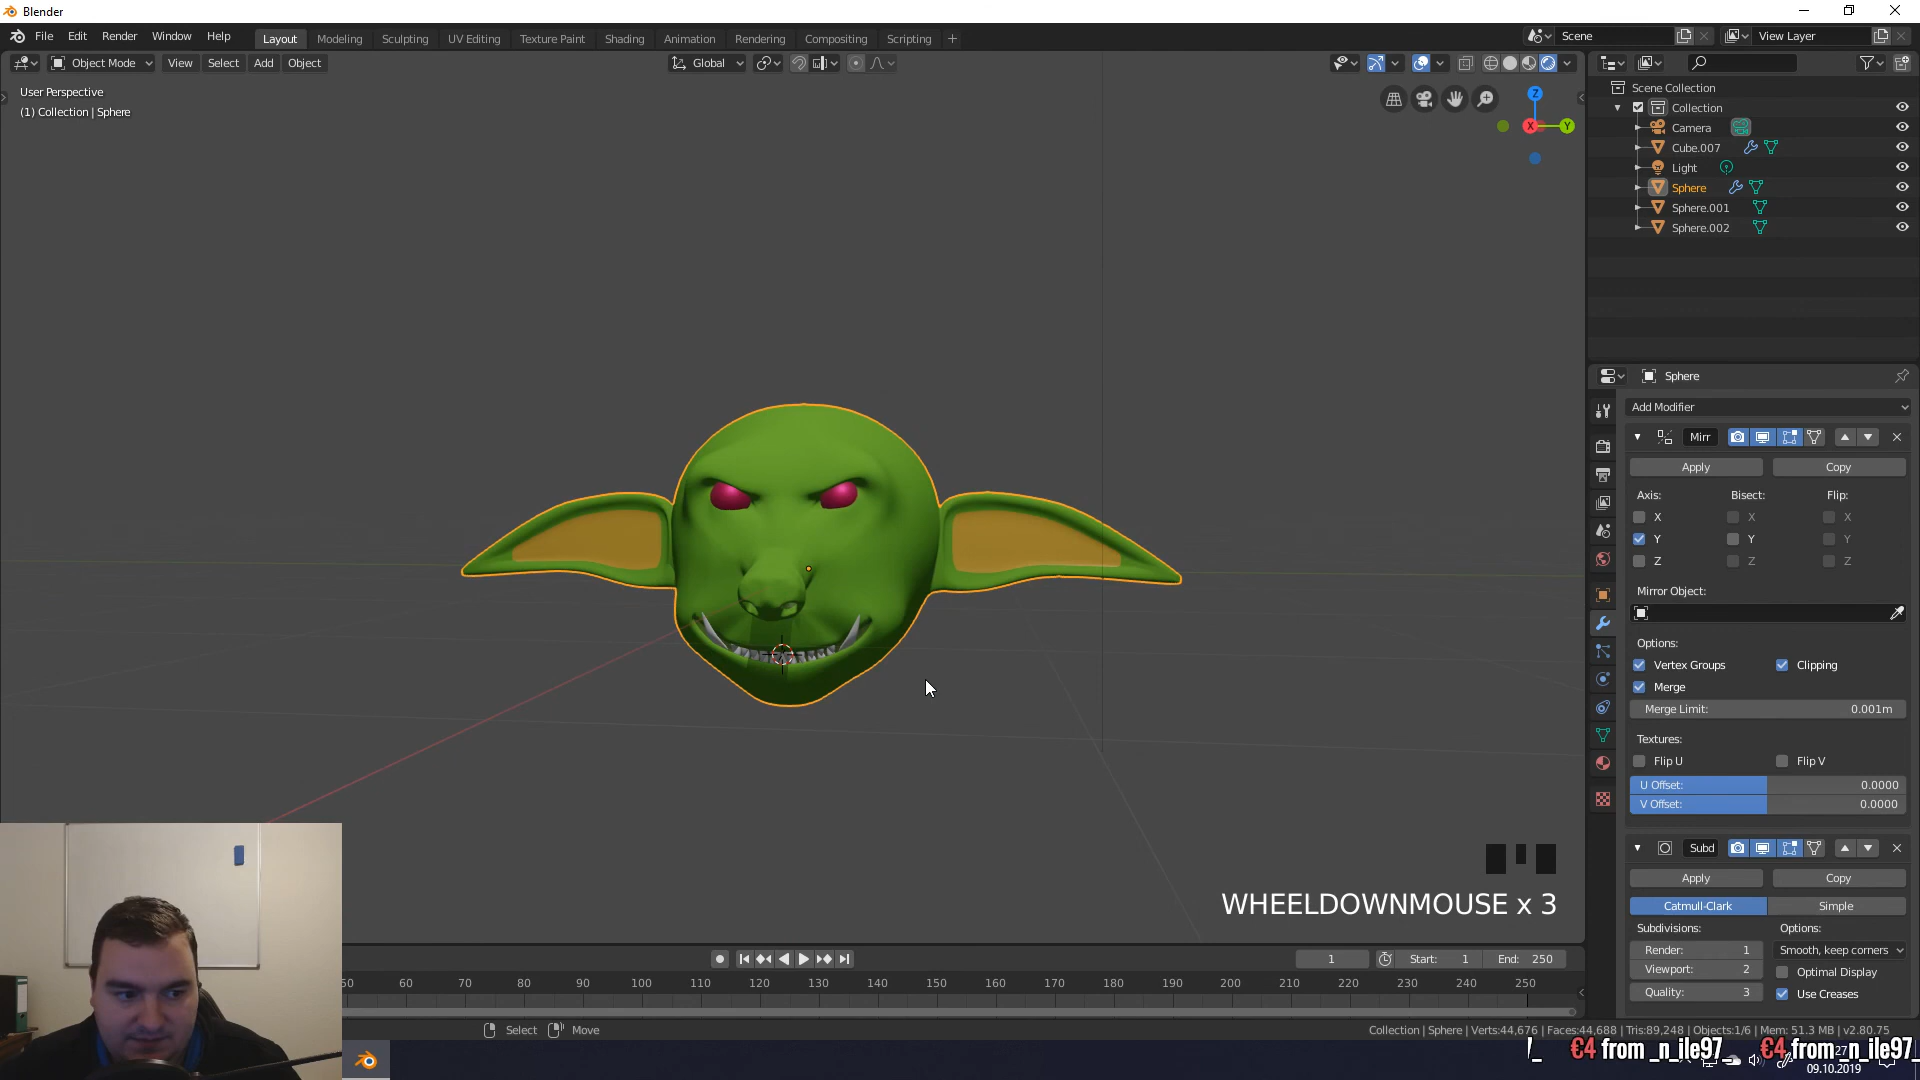 Blender
File Edit Render Window Help
Layout Modeling Sculpting UV Editing Texture Paint Shading Animation Rendering Compositing Scripting +
Scene View Layer
Object Mode View Select Add Object
Global
User Perspective
(1) Collection | Sphere
Z
X Y
Scene Collection
Collection
Camera
Cube.007
Light
Sphere
Sphere.001
Sphere.002
Sphere
Add Modifier
Mirr
Apply Copy
Axis: Bisect: Flip:
X X X
Y Y Y
Z Z Z
Mirror Object:
Options:
Vertex Groups Clipping
Merge
Merge Limit: 0.001m
Textures:
Flip U Flip V
U Offset: 0.0000
V Offset: 0.0000
Subd
Apply Copy
Catmull-Clark Simple
Subdivisions: Options:
Render: 1 Smooth, keep corners
Viewport: 2 Optimal Display
Quality: 3 Use Creases
WHEELDOWNMOUSE x 3
1 Start: 1 End: 250
50 60 70 80 90 100 110 120 130 140 150 160 170 180 190 200 210 220 230 240 250
Select Move
Collection | Sphere | Verts:44,676 | Faces:44,688 | Tris:89,248 | Objects:1/6 | Mem: 51.3 MB | v2.80.75
€4 from _n_ile97_ €4 from _n_ile97_
27
09.10.2019